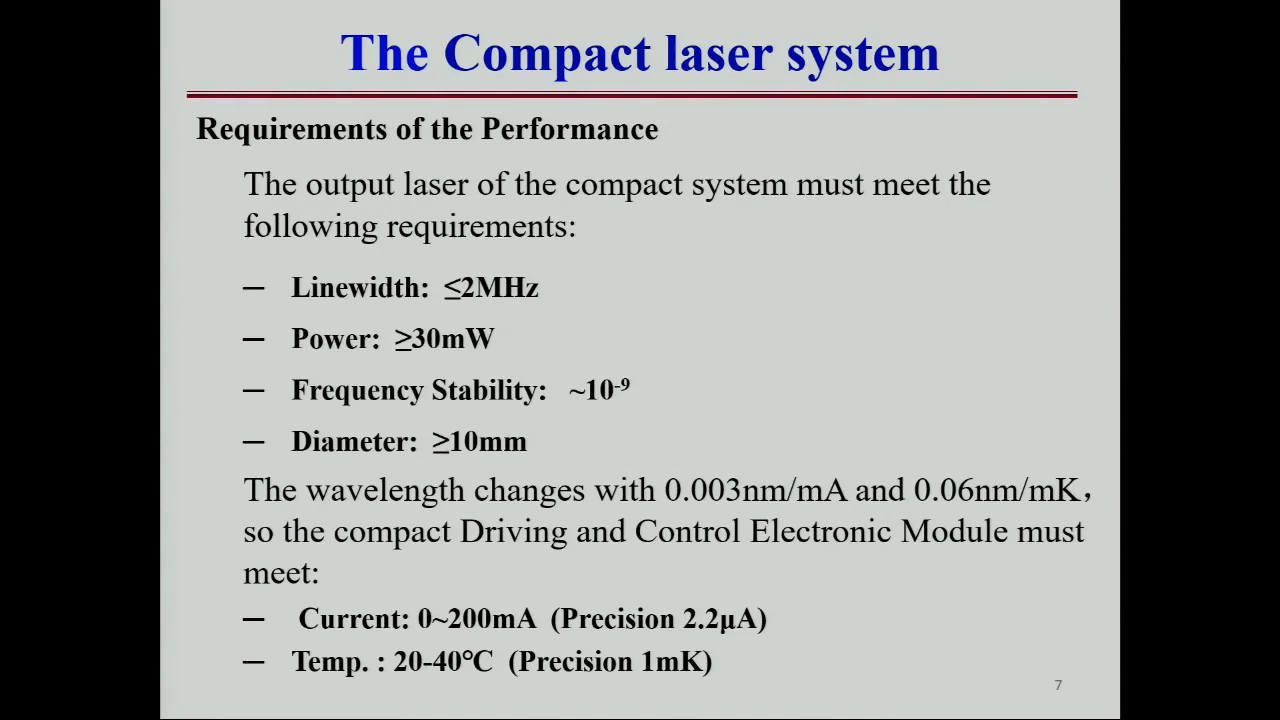 The Compact laser system
Requirements of the Performance
The output laser of the compact system must meet the
following requirements:
— Linewidth: ≤2MHz
— Power: ≥30mW
— Frequency Stability: ~10⁻⁹
— Diameter: ≥10mm
The wavelength changes with 0.003nm/mA and 0.06nm/mK，
so the compact Driving and Control Electronic Module must
meet:
— Current: 0~200mA (Precision 2.2μA)
— Temp. : 20-40℃ (Precision 1mK)
7